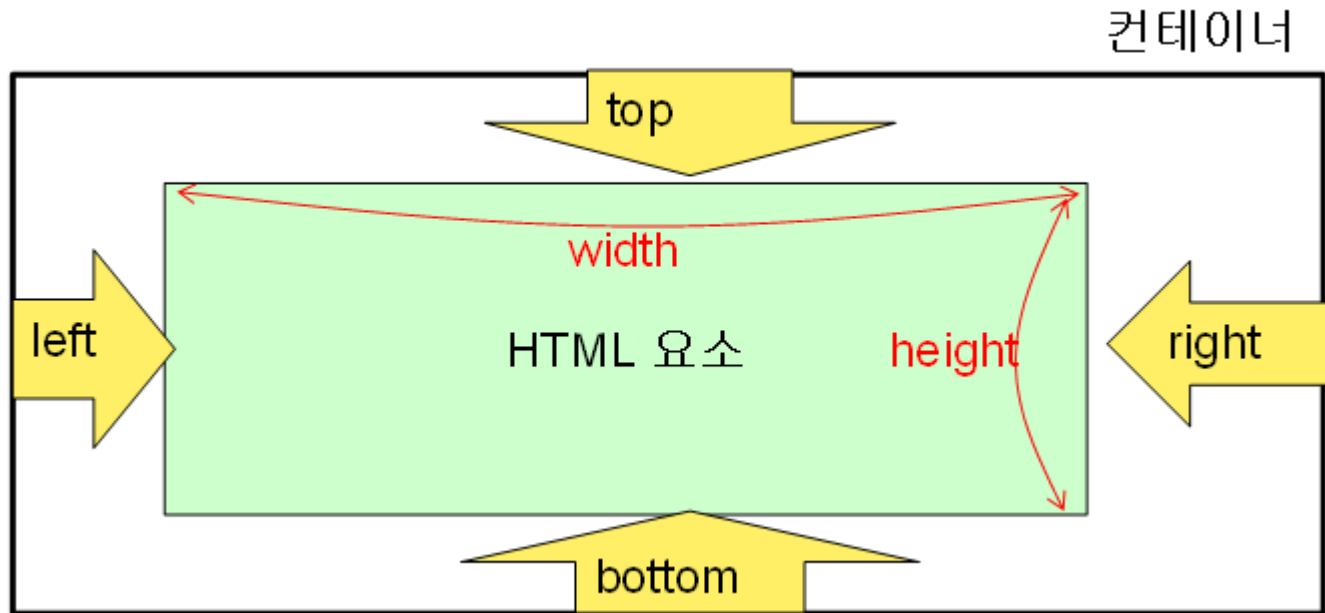 컨테이너
top
width
left
HTML 요소
height
right
bottom